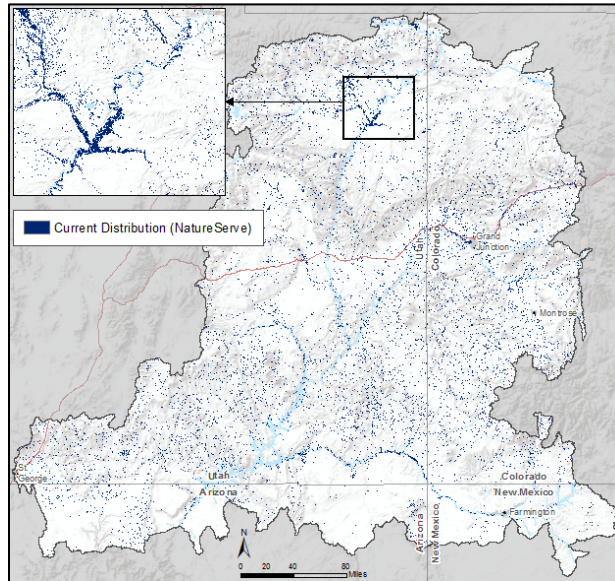 Current Distribution (NatureServe)
Utah
Colorado
Grand
Junction
Montrose
St.
George
Utah
Arizona
Colorado
New Mexico
Arizona
New Mexico
Farmington
N
0 20 40 80
Miles